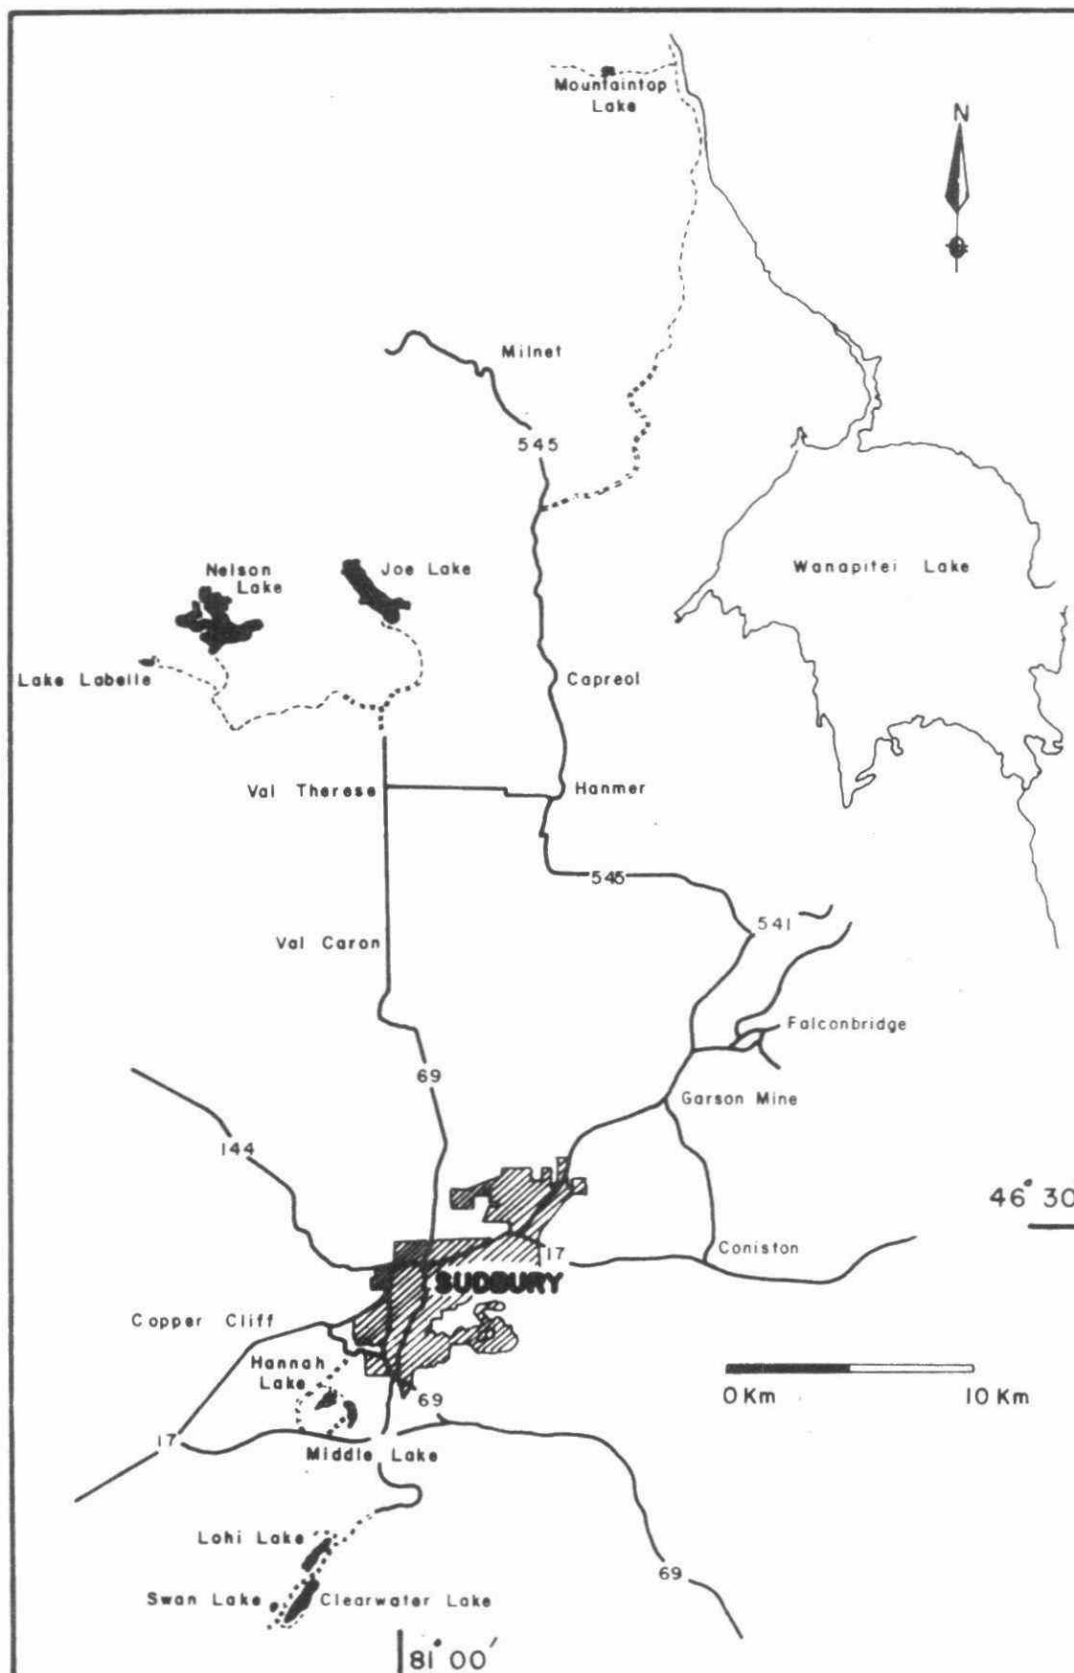 Mountaintop
Lake
N
Milnet
545
Nelson
Lake
Joe Lake
Wanapitei Lake
Lake Labelle
Capreol
Val Therese
Hanmer
545
541
Val Caron
Falconbridge
69
Garson Mine
144
46° 30
17
Coniston
SUDBURY
Copper Cliff
Hannah
Lake
69
0 Km
10 Km
17
Middle Lake
Lohi Lake
69
Swan Lake
Clearwater Lake
81° 00′